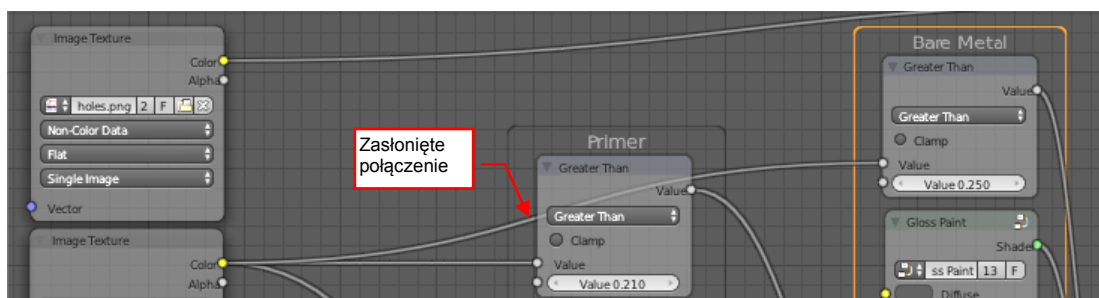 Image Texture
Color
Alpha
holes.png 2 F
Non-Color Data
Flat
Single Image
Vector
Image Texture
Color
Alpha
Zasłonięte
połączenie
Primer
Greater Than
Value
Greater Than
Clamp
Value
Value 0.210
Bare Metal
Greater Than
Value
Greater Than
Clamp
Value
Value 0.250
Gloss Paint
Shader
ss Paint 13 F
Diffuse